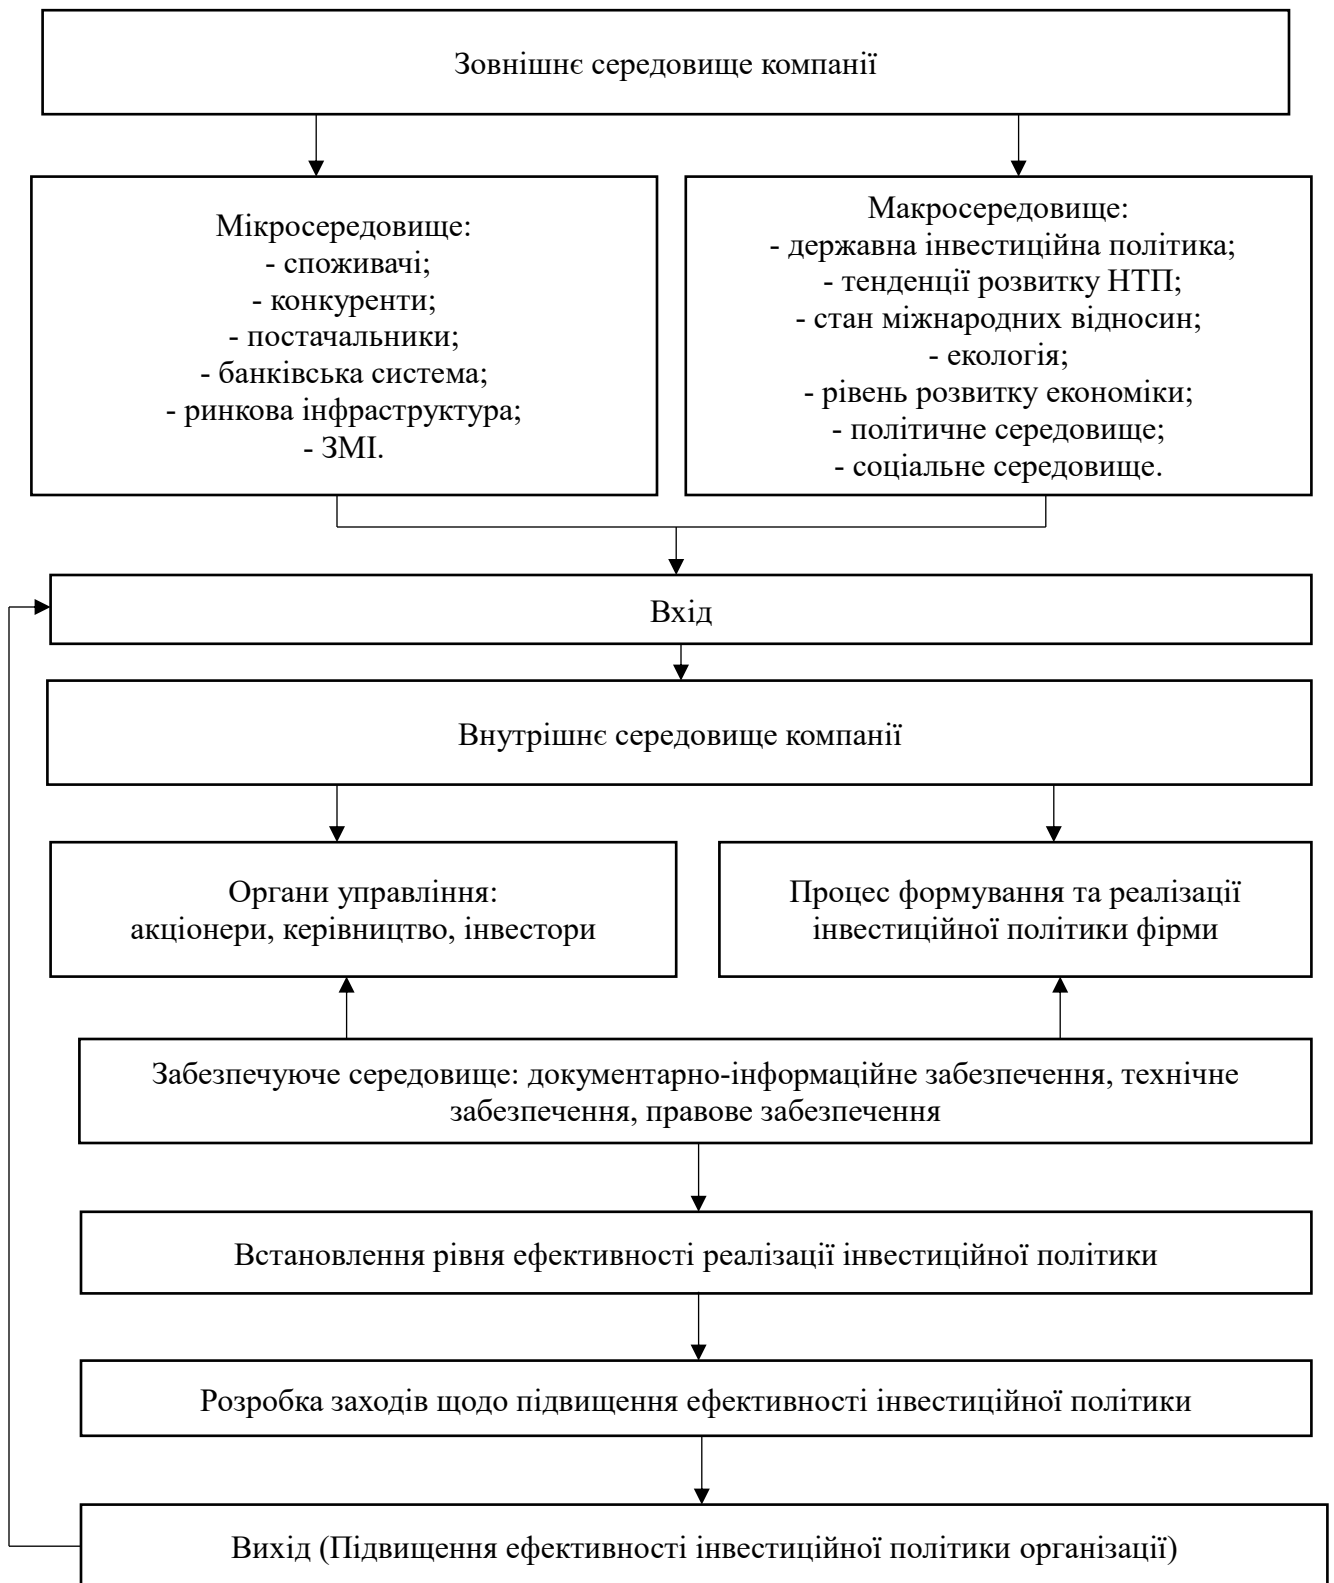 Зовнішнє середовище компанії
Мікросередовище:
- споживачі;
- конкуренти;
- постачальники;
- банківська система;
- ринкова інфраструктура;
- ЗМІ.
Макросередовище:
- державна інвестиційна політика;
- тенденції розвитку НТП;
- стан міжнародних відносин;
- екологія;
- рівень розвитку економіки;
- політичне середовище;
- соціальне середовище.
Вхід
Внутрішнє середовище компанії
Органи управління:
акціонери, керівництво, інвестори
Процес формування та реалізації
інвестиційної політики фірми
Забезпечуюче середовище: документарно-інформаційне забезпечення, технічне
забезпечення, правове забезпечення
Встановлення рівня ефективності реалізації інвестиційної політики
Розробка заходів щодо підвищення ефективності інвестиційної політики
Вихід (Підвищення ефективності інвестиційної політики організації)